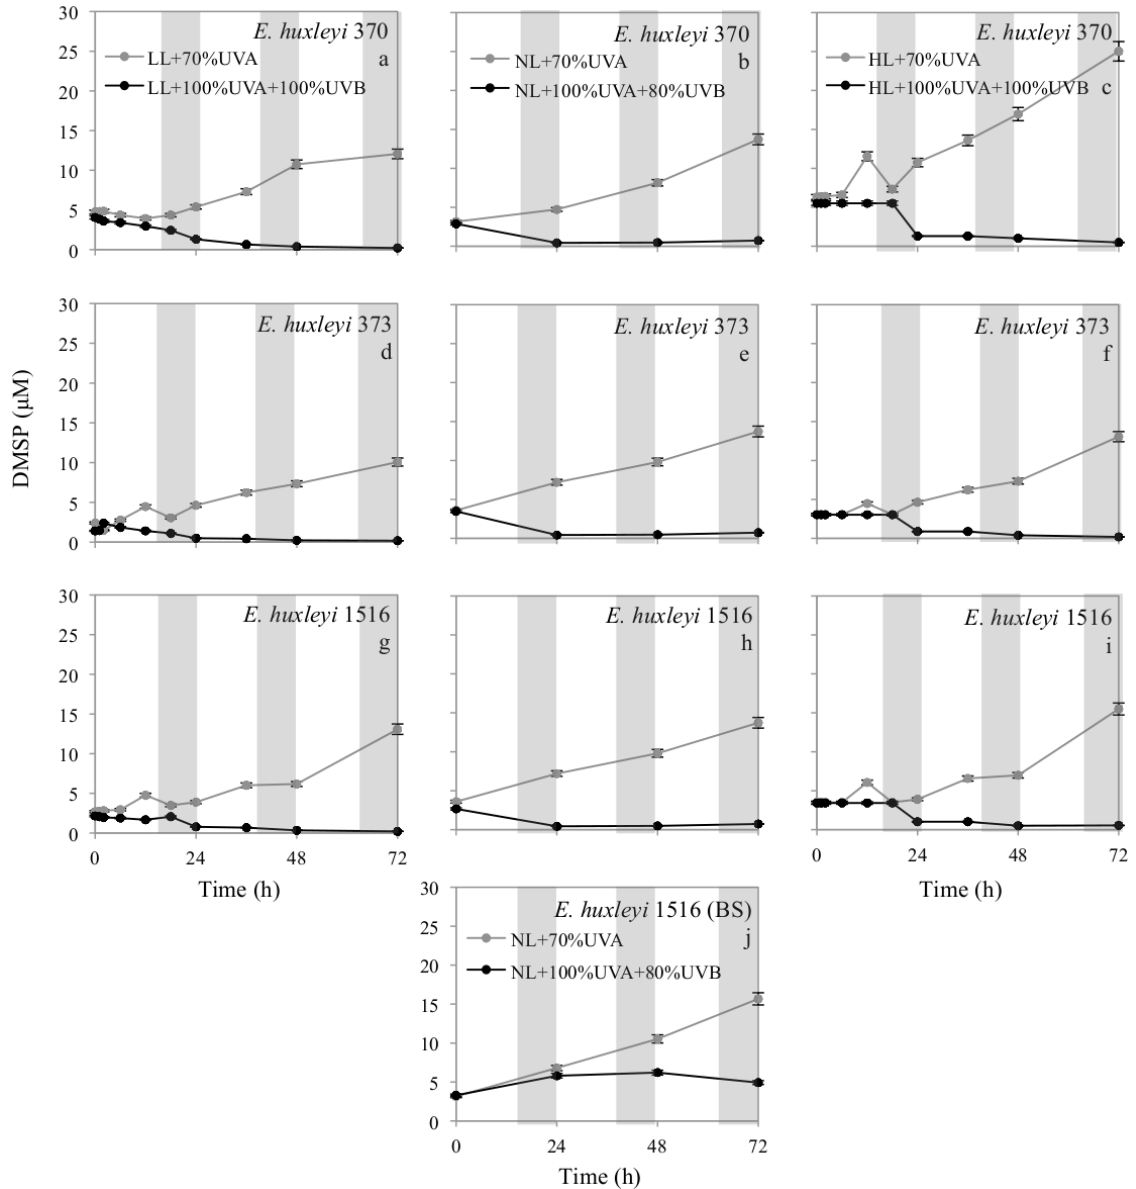 E. huxleyi 370
a
LL+70%UVA
LL+100%UVA+100%UVB
30
25
20
15
10
5
0
E. huxleyi 370
b
NL+70%UVA
NL+100%UVA+80%UVB
E. huxleyi 370
HL+70%UVA
HL+100%UVA+100%UVB c
DMSP (µM)
E. huxleyi 373
d
30
25
20
15
10
5
0
E. huxleyi 373
e
E. huxleyi 373
f
E. huxleyi 1516
g
30
25
20
15
10
5
0
0 24 48 72
Time (h)
E. huxleyi 1516
h
E. huxleyi 1516
i
0 24 48 72
Time (h)
E. huxleyi 1516 (BS)
j
NL+70%UVA
NL+100%UVA+80%UVB
30
25
20
15
10
5
0
0 24 48 72
Time (h)